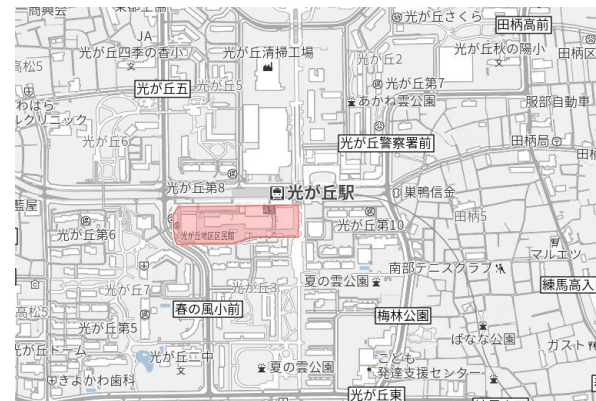 商興会
光が丘さくら
田柄高前
JA
光が丘四季の香小
光が丘清掃工場
光が丘2
光が丘秋の陽小
田柄区
高松5
光が丘五
光が丘5
光が丘第7
あかね雲公園
服部自動車
わはら
ルクリニック
光が丘6
光が丘警察署前
田柄局
田柄
光が丘第8
光が丘駅
巣鴨信金
藍屋
光が丘第6
光が丘地区区民館
光が丘第10
田柄5
マルエツ
南部テニスクラブ
光が丘7
光が丘3
夏の雲公園
練馬高入
高松5
春の風小前
梅林公園
光が丘第5
ばなな公園
光が丘ドーム
光が丘二中
こども
発達支援センター
ガスト
きよかわ歯科
夏の雲公園
光が丘東